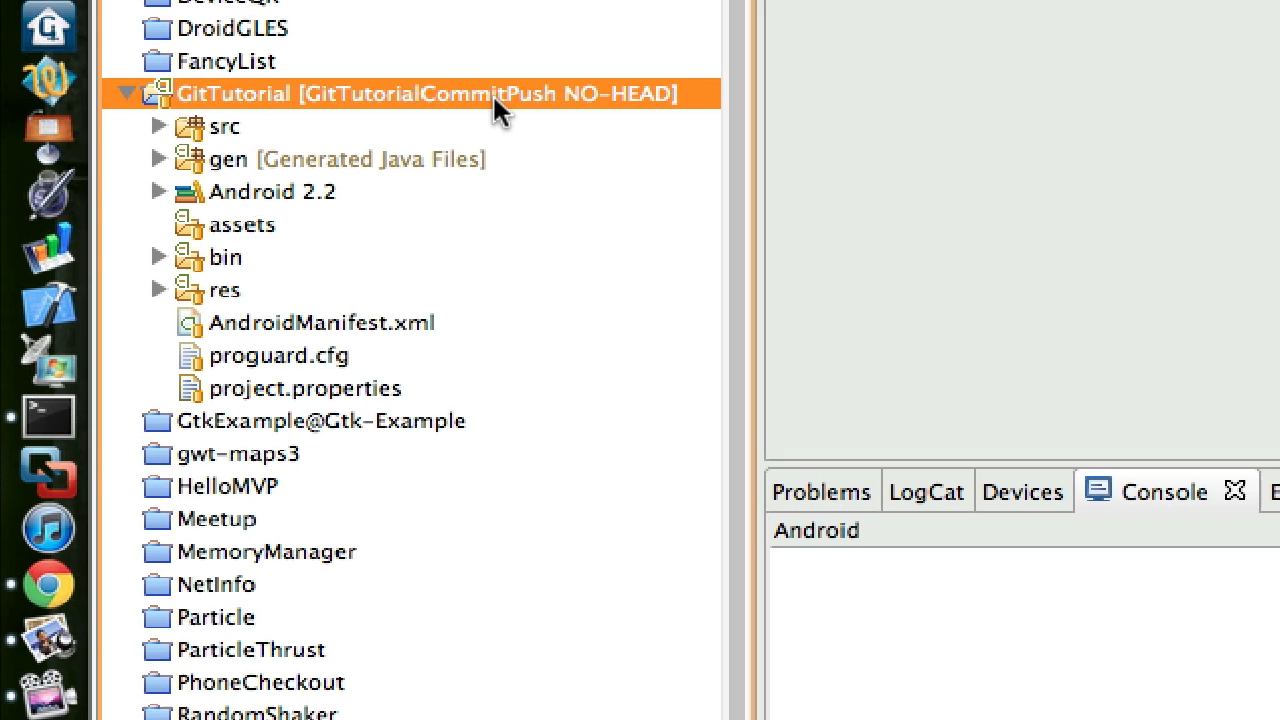 DeviceQR
DroidGLES
FancyList
GitTutorial [GitTutorialCommitPush NO-HEAD]
src
gen [Generated Java Files]
Android 2.2
assets
bin
res
AndroidManifest.xml
proguard.cfg
project.properties
GtkExample@Gtk-Example
gwt-maps3
HelloMVP
Meetup
MemoryManager
NetInfo
Particle
ParticleThrust
PhoneCheckout
RandomShaker
Problems LogCat Devices Console E
Android